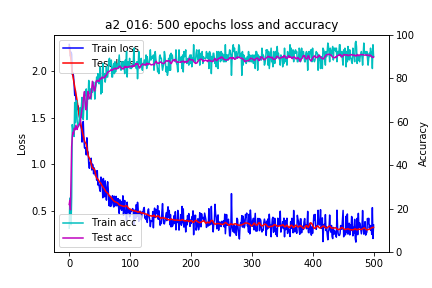 a2_016: 500 epochs loss and accuracy
Train loss
Test loss
Train acc
Test acc
Loss
2.0
1.5
1.0
0.5
Accuracy
100
80
60
40
20
0
0 100 200 300 400 500